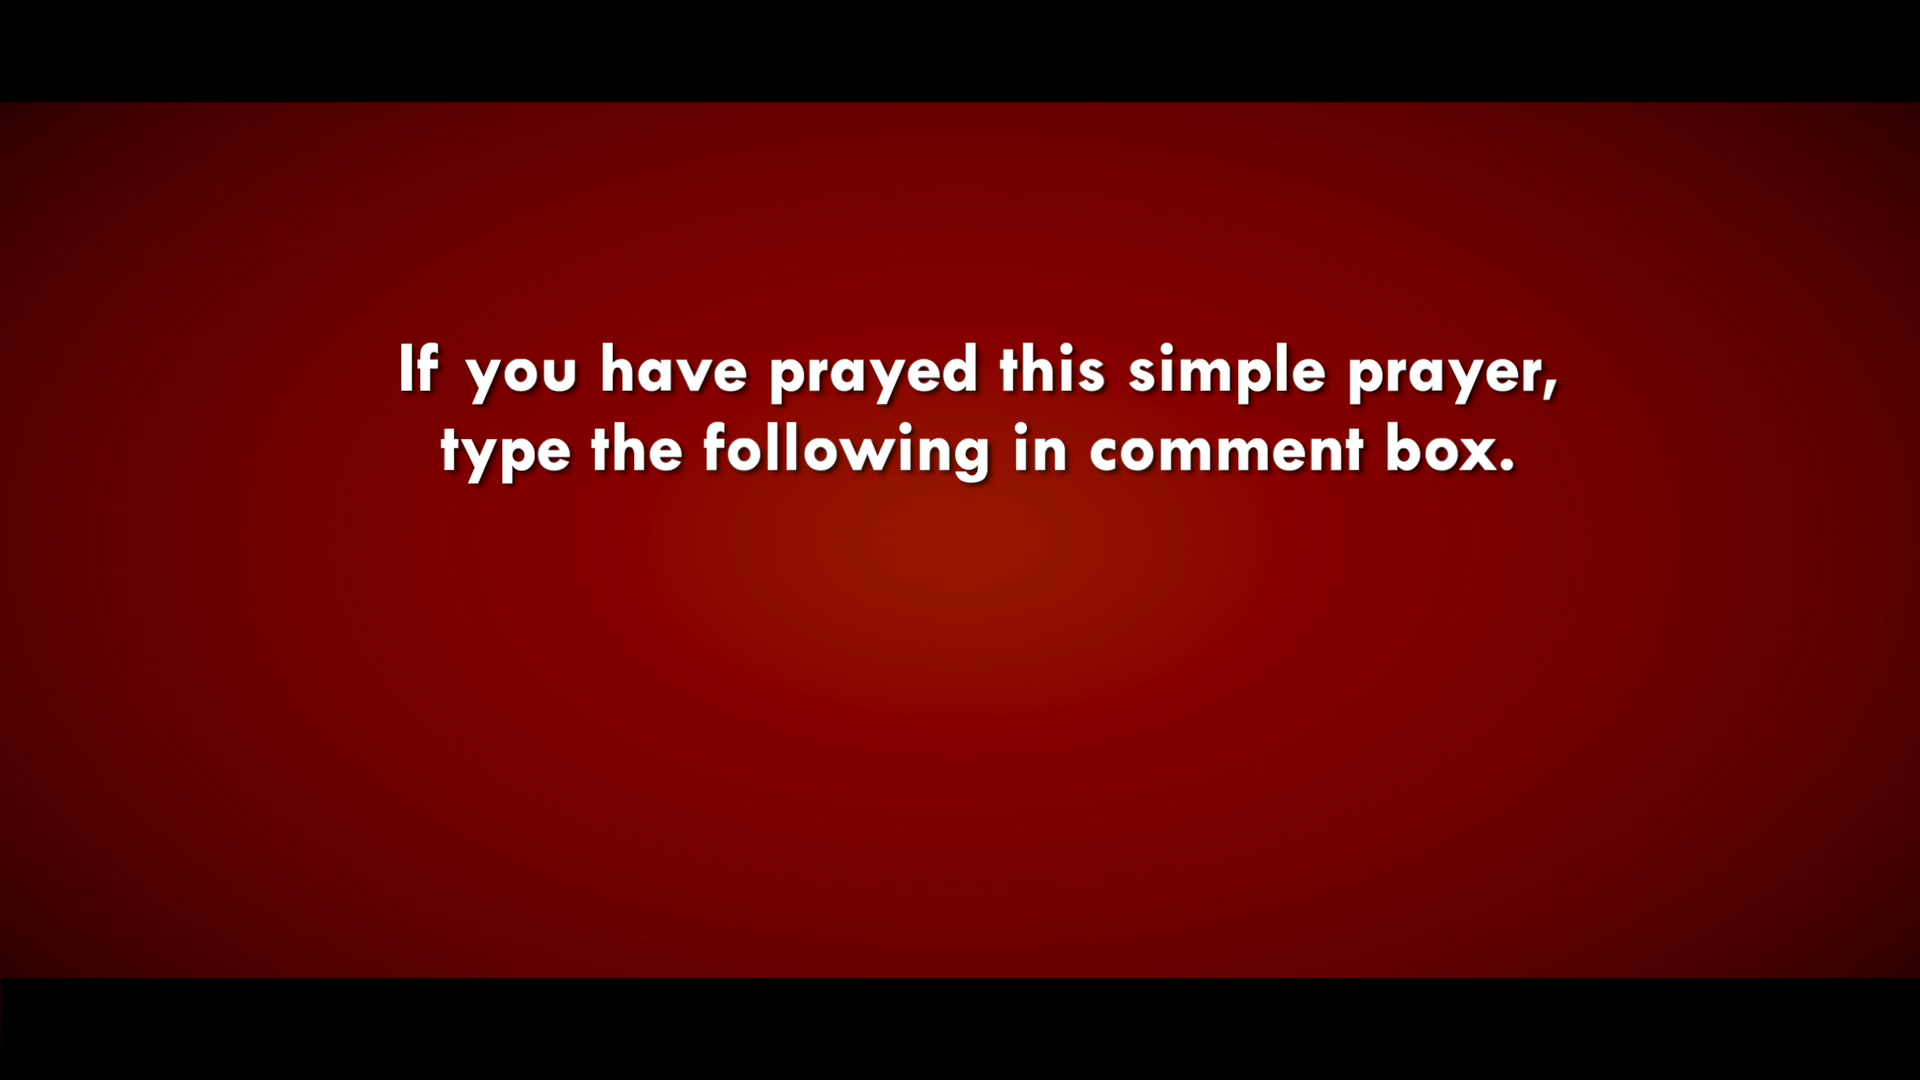 If you have prayed this simple prayer,
type the following in comment box.